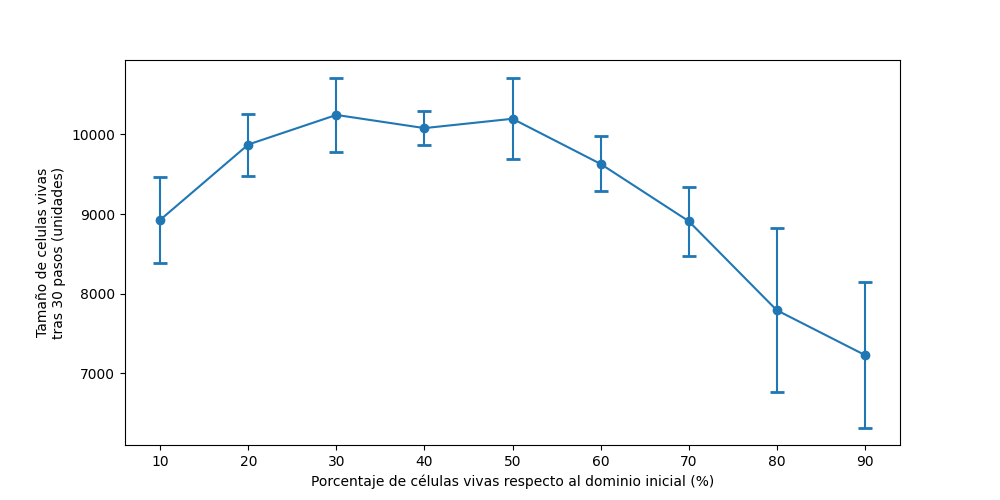 Tamaño de celulas vivas
tras 30 pasos (unidades)
10000
9000
8000
7000
10 20 30 40 50 60 70 80 90
Porcentaje de células vivas respecto al dominio inicial (%)